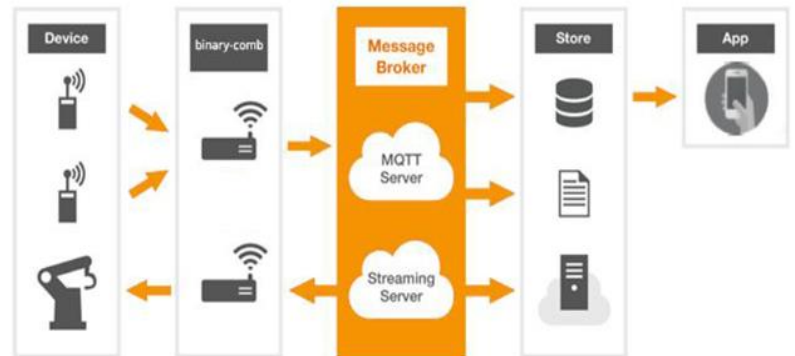 Device
binary-comb
Message
Broker
Store
App
MQTT
Server
Streaming
Server